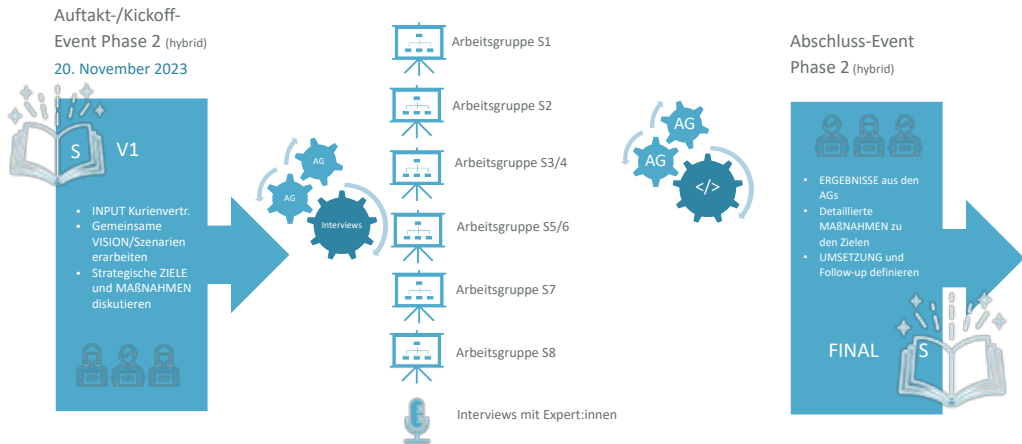 Auftakt-/Kickoff-
Event Phase 2 (hybrid)
20. November 2023
S V1
• INPUT Kurienvertr.
• Gemeinsame
VISION/Szenarien
erarbeiten
• Strategische ZIELE
und MAßNAHMEN
diskutieren
AG
AG
Interviews
Arbeitsgruppe S1
Arbeitsgruppe S2
Arbeitsgruppe S3/4
Arbeitsgruppe S5/6
Arbeitsgruppe S7
Arbeitsgruppe S8
Interviews mit Expert:innen
AG
AG
</>
Abschluss-Event
Phase 2 (hybrid)
• ERGEBNISSE aus den
AGs
• Detaillierte
MAßNAHMEN zu
den Zielen
• UMSETZUNG und
Follow-up definieren
FINAL S